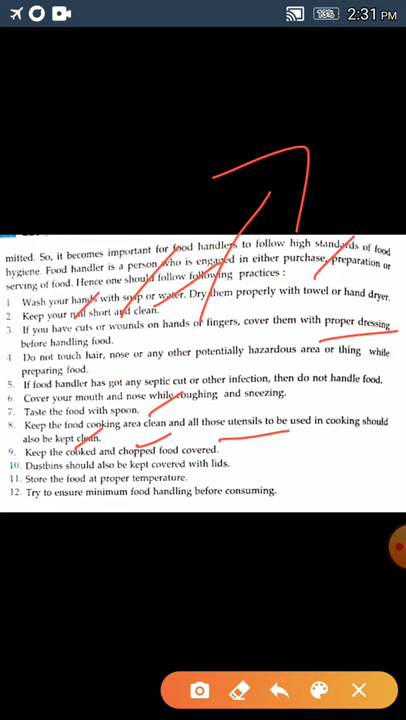 13%
2:31 PM
mitted. So, it becomes important for food handlers to follow high standards of food
hygiene. Food handler is a person who is engaged in either purchase, preparation or
serving of food. Hence one should follow following practices :
1 Wash your hands with soap or water. Dry them properly with towel or hand dryer.
2. Keep your nail short and clean.
3. If you have cuts or wounds on hands or fingers, cover them with proper dressing
before handling food.
4 Do not touch hair, nose or any other potentially hazardous area or thing while
preparing food.
5. If food handler has got any septic cut or other infection, then do not handle food.
6 Cover your mouth and nose while coughing and sneezing.
7. Taste the food with spoon.
8. Keep the food cooking area clean and all those utensils to be used in cooking should
also be kept clean.
9. Keep the cooked and chopped food covered.
10. Dustbins should also be kept covered with lids.
11. Store the food at proper temperature.
12. Try to ensure minimum food handling before consuming.